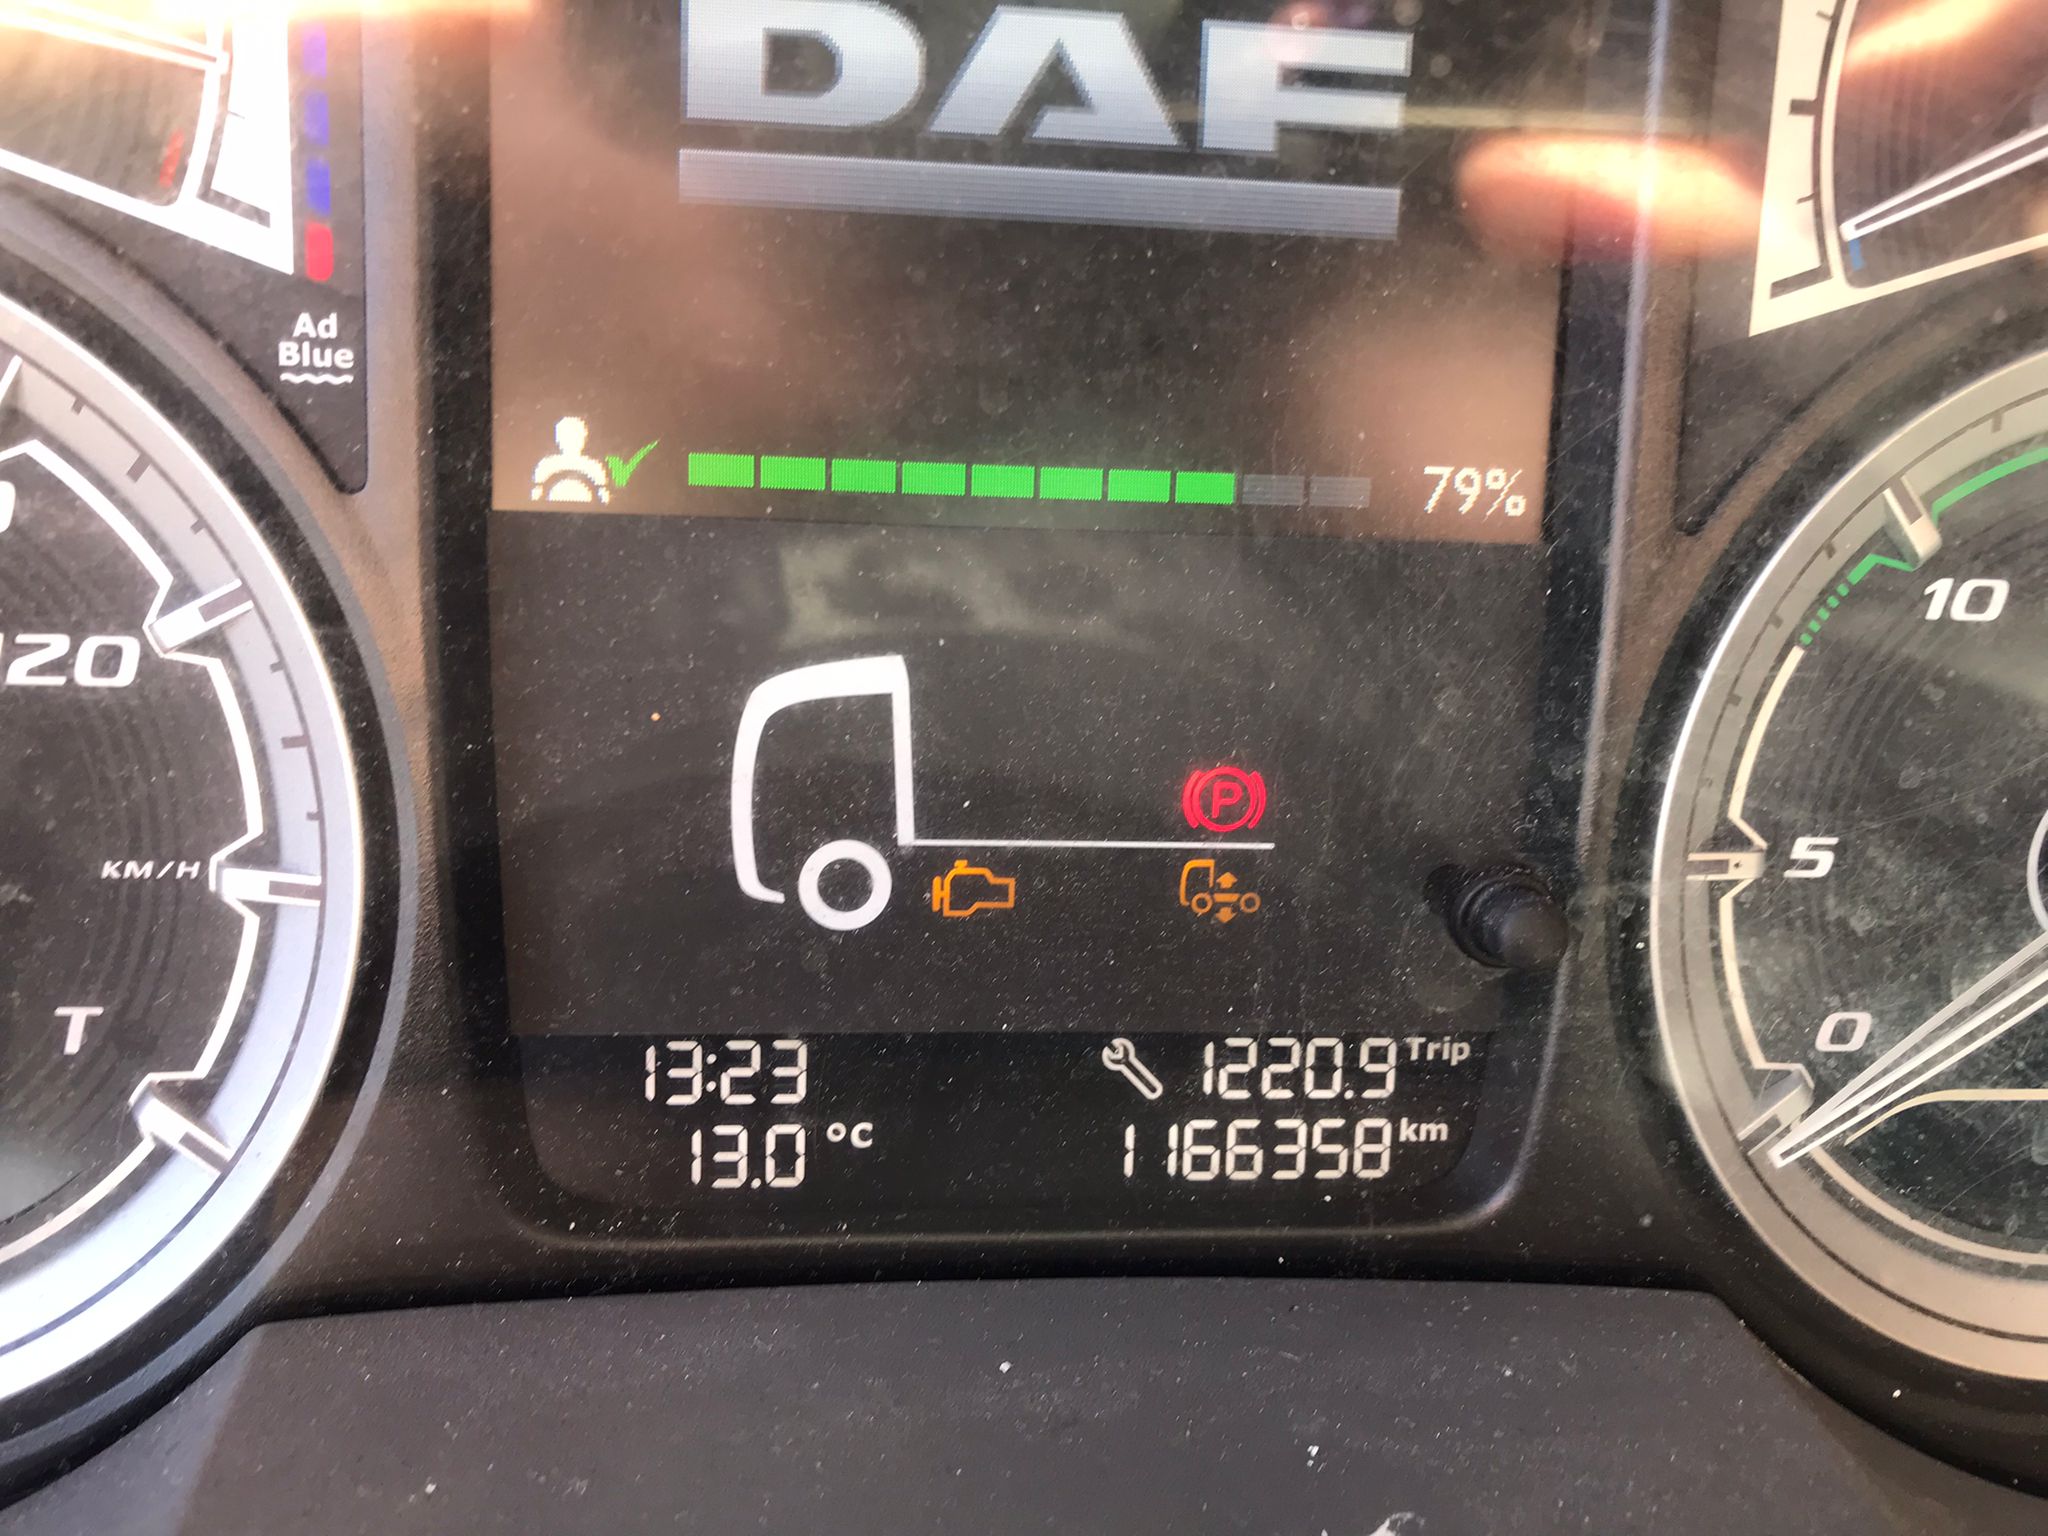 DAF
Ad
Blue
79%
120
10
KM/H
P
5
T
0
13:23
1220.9 Trip
13.0 °C
1166358 km